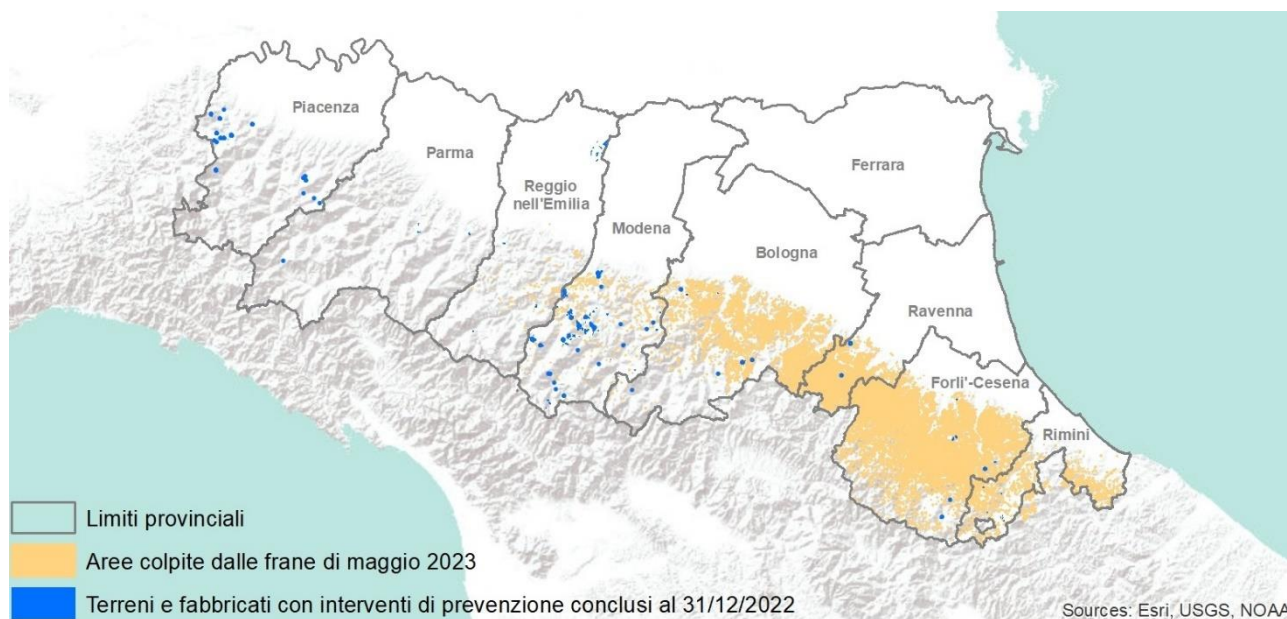 Piacenza
Parma
Reggio
nell'Emilia
Modena
Ferrara
Bologna
Ravenna
Forli'-Cesena
Rimini
Limiti provinciali
Aree colpite dalle frane di maggio 2023
Terreni e fabbricati con interventi di prevenzione conclusi al 31/12/2022
Sources: Esri, USGS, NOAA